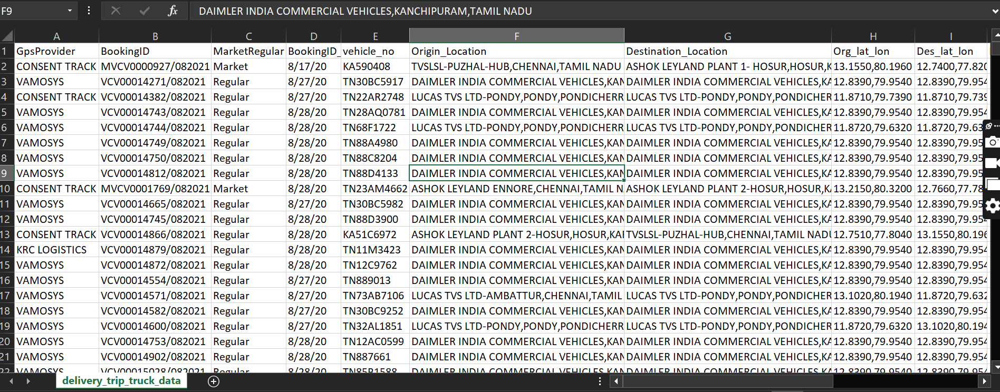 F9 fx DAIMLER INDIA COMMERCIAL VEHICLES,KANCHIPURAM,TAMIL NADU
A B C D E F G H I
1 GpsProvider BookingID MarketRegular BookingID_ vehicle_no Origin_Location Destination_Location Org_lat_lon Des_lat_lon
2 CONSENT TRACK MVCV0000927/082021 Market 8/17/20 KA590408 TVSLSL-PUZHAL-HUB,CHENNAI,TAMIL NADU ASHOK LEYLAND PLANT 1- HOSUR,HOSUR,K 13.1550,80.1960 12.7400,77.820
3 VAMOSYS VCV00014271/082021 Regular 8/27/20 TN30BC5917 DAIMLER INDIA COMMERCIAL VEHICLES,KAN DAIMLER INDIA COMMERCIAL VEHICLES,KA 12.8390,79.9540 12.8390,79.954
4 CONSENT TRACK VCV00014382/082021 Regular 8/27/20 TN22AR2748 LUCAS TVS LTD-PONDY,PONDY,PONDICHERR LUCAS TVS LTD-PONDY,PONDY,PONDICHER 11.8710,79.7390 11.8710,79.739
5 VAMOSYS VCV00014743/082021 Regular 8/28/20 TN28AQ0781 DAIMLER INDIA COMMERCIAL VEHICLES,KAN DAIMLER INDIA COMMERCIAL VEHICLES,KA 12.8390,79.9540 12.8390,79.954
6 VAMOSYS VCV00014744/082021 Regular 8/28/20 TN68F1722 LUCAS TVS LTD-PONDY,PONDY,PONDICHERR LUCAS TVS LTD-PONDY,PONDY,PONDICHER 11.8720,79.6320 11.8720,79.63
7 VAMOSYS VCV00014749/082021 Regular 8/28/20 TN88A4980 DAIMLER INDIA COMMERCIAL VEHICLES,KAN DAIMLER INDIA COMMERCIAL VEHICLES,KA 12.8390,79.9540 12.8390,79.95
8 VAMOSYS VCV00014750/082021 Regular 8/28/20 TN88C8204 DAIMLER INDIA COMMERCIAL VEHICLES,KAN DAIMLER INDIA COMMERCIAL VEHICLES,KA 12.8390,79.9540 12.8390,79.95
9 VAMOSYS VCV00014812/082021 Regular 8/28/20 TN88D4133 DAIMLER INDIA COMMERCIAL VEHICLES,KAN DAIMLER INDIA COMMERCIAL VEHICLES,KA 12.8390,79.9540 12.8390,79.95
10 CONSENT TRACK MVCV0001769/082021 Market 8/28/20 TN23AM4662 ASHOK LEYLAND ENNORE,CHENNAI,TAMIL N ASHOK LEYLAND PLANT 2-HOSUR,HOSUR,KA 13.2150,80.3200 12.7660,77.78
11 VAMOSYS VCV00014665/082021 Regular 8/27/20 TN30BC5982 DAIMLER INDIA COMMERCIAL VEHICLES,KAN DAIMLER INDIA COMMERCIAL VEHICLES,KA 12.8390,79.9540 12.8390,79.95
12 VAMOSYS VCV00014745/082021 Regular 8/28/20 TN88D3900 DAIMLER INDIA COMMERCIAL VEHICLES,KAN DAIMLER INDIA COMMERCIAL VEHICLES,KA 12.8390,79.9540 12.8390,79.95
13 CONSENT TRACK VCV00014866/082021 Regular 8/28/20 KA51C6972 ASHOK LEYLAND PLANT 2-HOSUR,HOSUR,KAR TVSLSL-PUZHAL-HUB,CHENNAI,TAMIL NADU 12.7510,77.8040 13.1550,80.196
14 KRC LOGISTICS VCV00014879/082021 Regular 8/28/20 TN11M3423 DAIMLER INDIA COMMERCIAL VEHICLES,KAN DAIMLER INDIA COMMERCIAL VEHICLES,KA 12.8390,79.9540 12.8390,79.954
15 VAMOSYS VCV00014872/082021 Regular 8/28/20 TN12C9762 DAIMLER INDIA COMMERCIAL VEHICLES,KAN DAIMLER INDIA COMMERCIAL VEHICLES,KA 12.8390,79.9540 12.8390,79.954
16 VAMOSYS VCV00014554/082021 Regular 8/27/20 TN889013 DAIMLER INDIA COMMERCIAL VEHICLES,KAN DAIMLER INDIA COMMERCIAL VEHICLES,KA 12.8390,79.9540 12.8390,79.954
17 VAMOSYS VCV00014571/082021 Regular 8/27/20 TN73AB7106 LUCAS TVS LTD-AMBATTUR,CHENNAI,TAMIL LUCAS TVS LTD-PONDY,PONDY,PONDICHER 13.1020,80.1940 11.8720,79.632
18 VAMOSYS VCV00014582/082021 Regular 8/27/20 TN30BC9252 DAIMLER INDIA COMMERCIAL VEHICLES,KAN DAIMLER INDIA COMMERCIAL VEHICLES,KA 12.8390,79.9540 12.8390,79.954
19 VAMOSYS VCV00014600/082021 Regular 8/27/20 TN32AL1851 LUCAS TVS LTD-PONDY,PONDY,PONDICHERR LUCAS TVS LTD-PONDY,PONDY,PONDICHER 11.8720,79.6320 13.1020,80.194
20 VAMOSYS VCV00014753/082021 Regular 8/28/20 TN12AC0599 DAIMLER INDIA COMMERCIAL VEHICLES,KAN DAIMLER INDIA COMMERCIAL VEHICLES,KA 12.8390,79.9540 12.8390,79.954
21 VAMOSYS VCV00014902/082021 Regular 8/28/20 TN887661 DAIMLER INDIA COMMERCIAL VEHICLES,KAN DAIMLER INDIA COMMERCIAL VEHICLES,KA 12.8390,79.9540 12.8390,79.954
22 VAMOSYS VCV00015028/082021 Regular 8/28/20 TN85B1588 DAIMLER INDIA COMMERCIAL VEHICLES,KAN DAIMLER INDIA COMMERCIAL VEHICLES,KA 12.8390,79.9540 12.8390,79.954
delivery_trip_truck_data